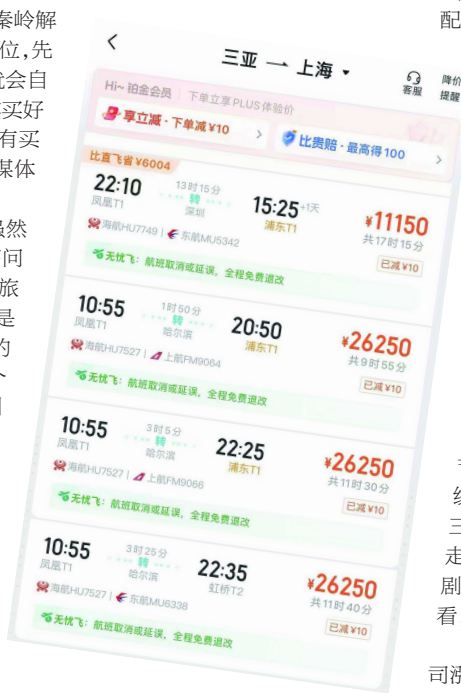 秦岭解
位,先
就会自
买好
有买
媒体
虽然
问
旅
是
的
配
三亚 — 上海
客服
降价
提醒
Hi~ 铂金会员 | 下单立享PLUS体验价
享立减·下单减¥10 >
比贵赔·最高得100 >
比直飞省¥6004
22:10 13时15分 15:25+1天 ¥11150
凤凰T1 转 深圳 浦东T1 共17时15分
海航HU7749 | 东航MU5342 已减¥10
无忧飞:航班取消或延误,全程免费退改
10:55 1时50分 20:50 ¥26250
凤凰T1 转 哈尔滨 浦东T1 共9时55分
海航HU7527 | 上航FM9064 已减¥10
无忧飞:航班取消或延误,全程免费退改
10:55 3时5分 22:25 ¥26250
凤凰T1 转 哈尔滨 浦东T1 共11时30分
海航HU7527 | 上航FM9066 已减¥10
无忧飞:航班取消或延误,全程免费退改
10:55 3时25分 22:35 ¥26250
凤凰T1 转 哈尔滨 虹桥T2 共11时40分
海航HU7527 | 东航MU6338 已减¥10
无忧飞:航班取消或延误,全程免费退改
三
走
剧
看
司涨